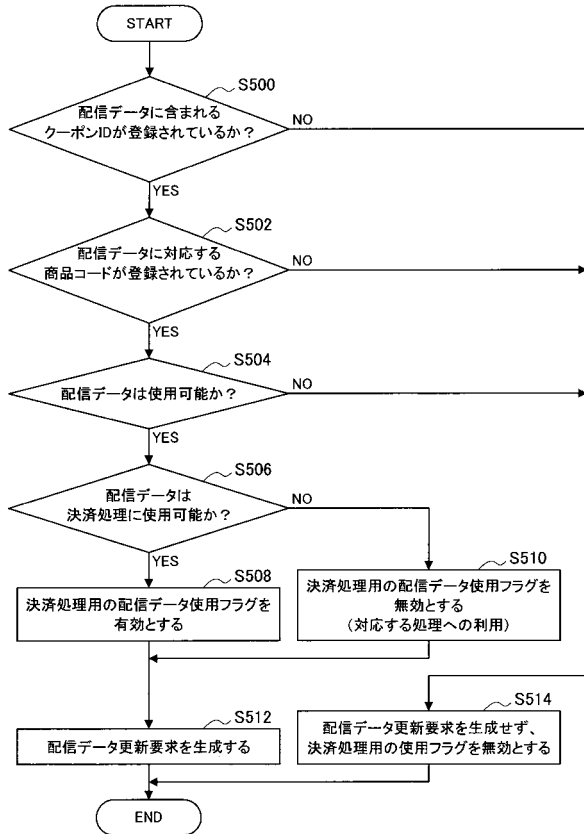 START
S500
配信データに含まれる
クーポンIDが登録されているか？
NO
YES
S502
配信データに対応する
商品コードが登録されているか？
NO
YES
S504
配信データは使用可能か？
NO
YES
S506
配信データは
決済処理に使用可能か？
NO
YES
S508
決済処理用の配信データ使用フラグを
有効とする
S510
決済処理用の配信データ使用フラグを
無効とする
(対応する処理への利用)
S512
配信データ更新要求を生成する
S514
配信データ更新要求を生成せず、
決済処理用の使用フラグを無効とする
END